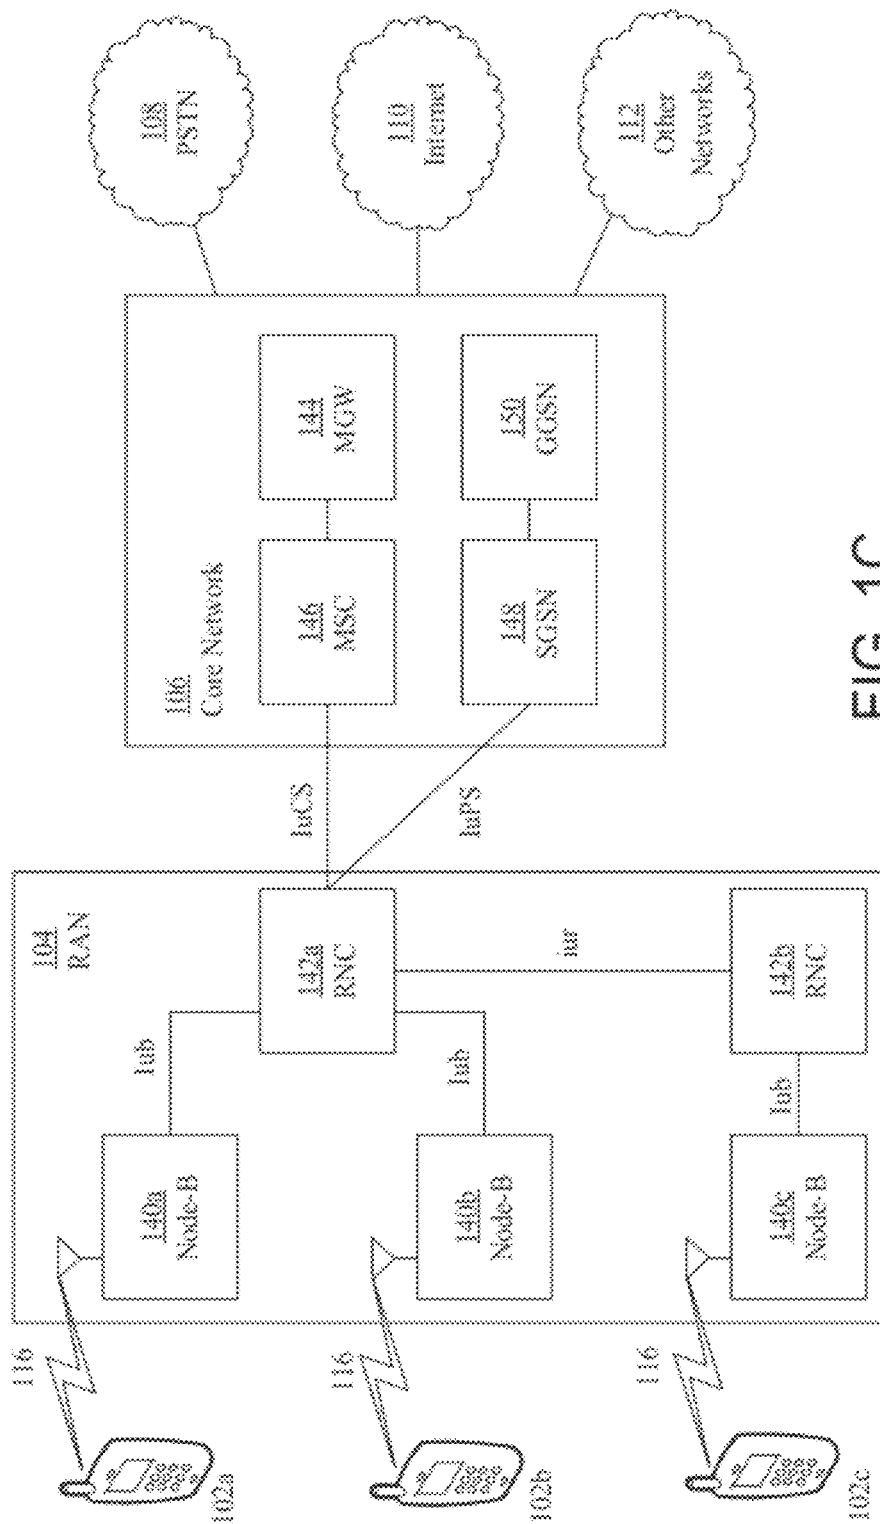 102a
102b
102c
116
116
116
104
RAN
140a
Node-B
140b
Node-B
140c
Node-B
Iub
Iub
Iub
142a
RNC
142b
RNC
iur
IuCS
IuPS
106
Core Network
146
MSC
144
MGW
148
SGSN
150
GGSN
108
PSTN
110
Internet
112
Other
Networks
FIG. 1C